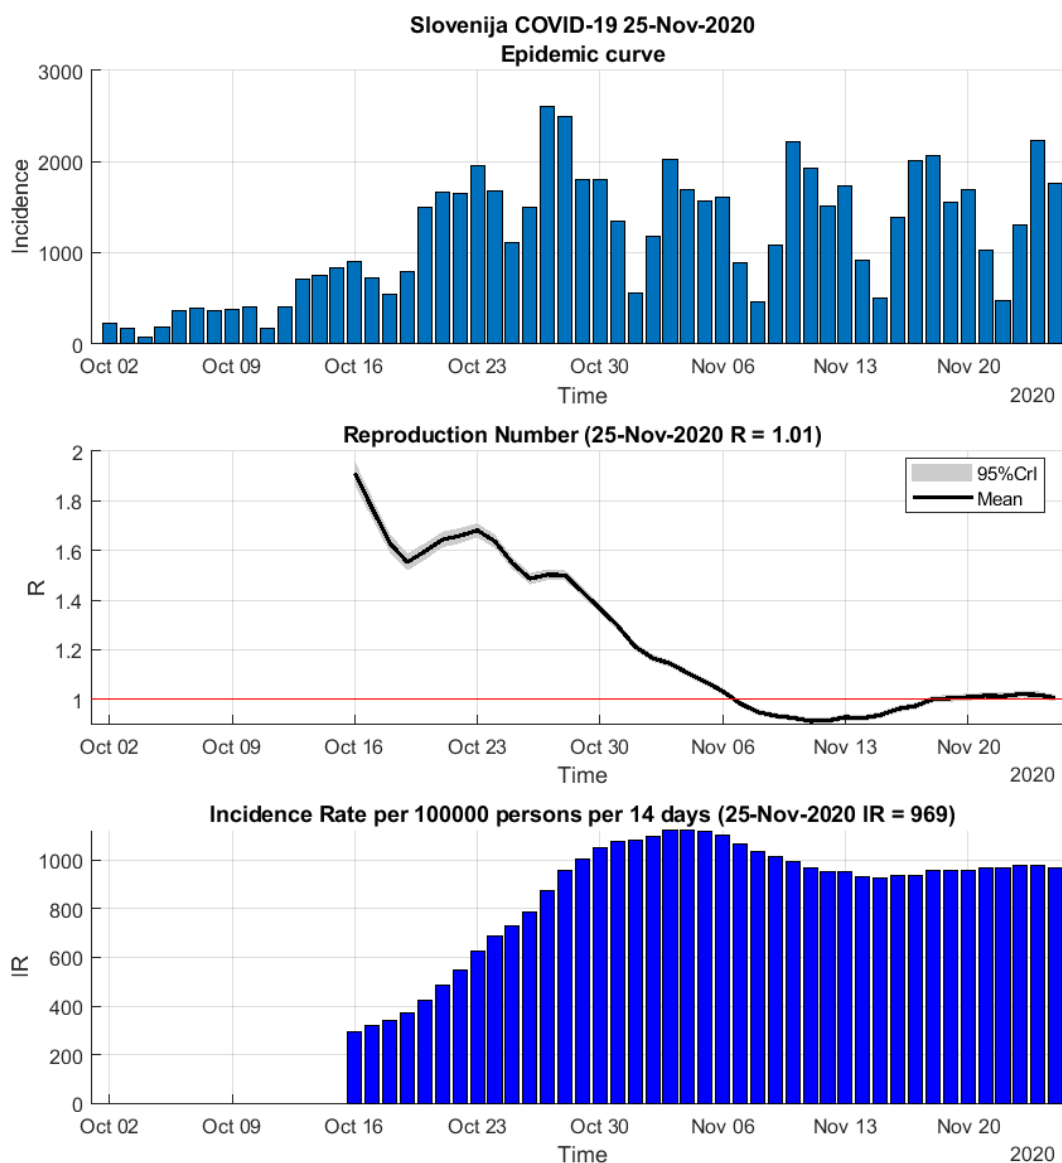 Slovenija COVID-19 25-Nov-2020
Epidemic curve
3000
2000
1000
0
Incidence
Oct 02 Oct 09 Oct 16 Oct 23 Oct 30 Nov 06 Nov 13 Nov 20
Time
2020
Reproduction Number (25-Nov-2020 R = 1.01)
2
1.8
1.6
1.4
1.2
1
R
95%CrI
Mean
Oct 02 Oct 09 Oct 16 Oct 23 Oct 30 Nov 06 Nov 13 Nov 20
Time
2020
Incidence Rate per 100000 persons per 14 days (25-Nov-2020 IR = 969)
1000
800
600
400
200
0
IR
Oct 02 Oct 09 Oct 16 Oct 23 Oct 30 Nov 06 Nov 13 Nov 20
Time
2020